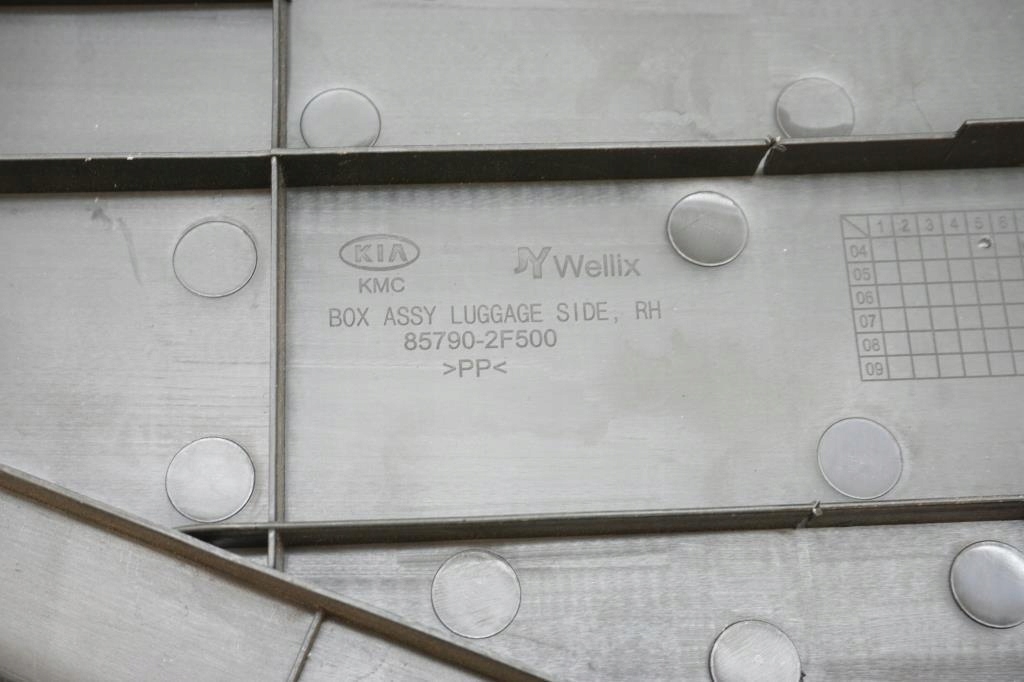 KIA
KMC
JY Wellix
BOX ASSY LUGGAGE SIDE, RH
85790-2F500
>PP<
1 2 3 4 5 6
04
05
06
07
08
09